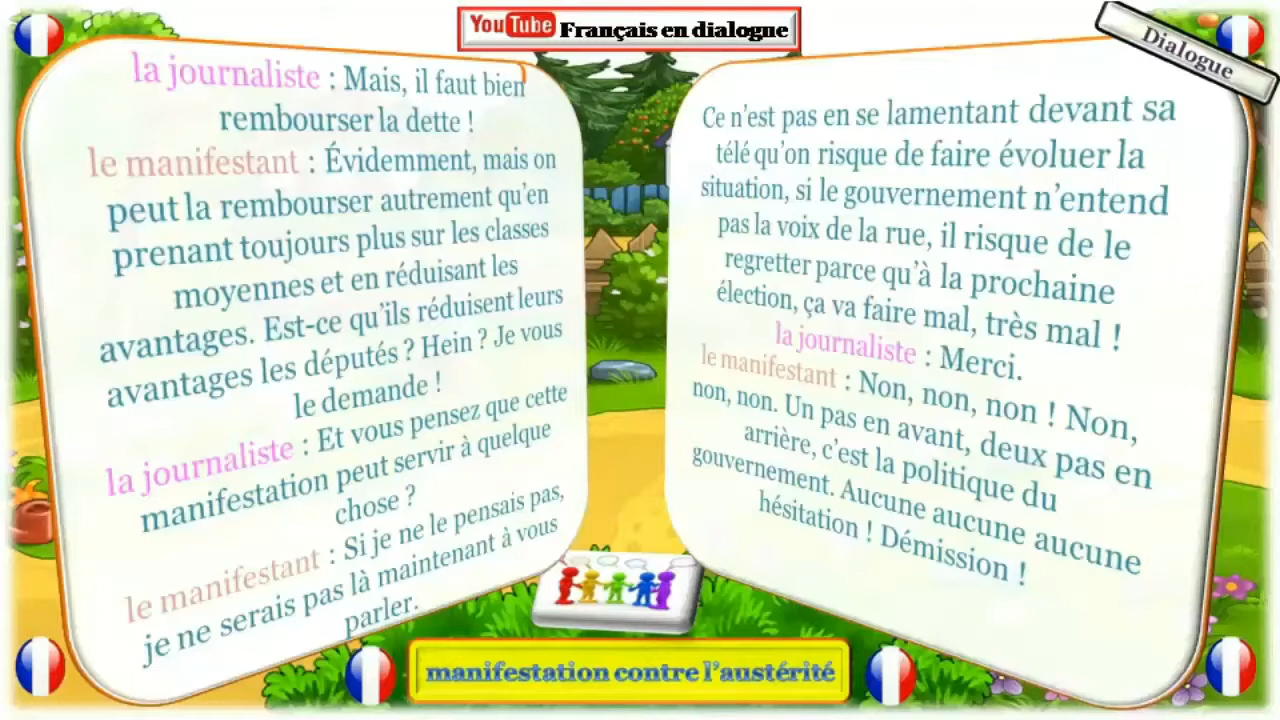 YouTube Français en dialogue
Dialogue
la journaliste : Mais, il faut bien
rembourser la dette !
le manifestant : Évidemment, mais on
peut la rembourser autrement qu'en
prenant toujours plus sur les classes
moyennes et en réduisant les
avantages. Est-ce qu'ils réduisent leurs
avantages les députés ? Hein ? Je vous
le demande !
la journaliste : Et vous pensez que cette
manifestation peut servir à quelque
chose ?
le manifestant : Si je ne le pensais pas,
je ne serais pas là maintenant à vous
parler.
Ce n'est pas en se lamentant devant sa
télé qu'on risque de faire évoluer la
situation, si le gouvernement n'entend
pas la voix de la rue, il risque de le
regretter parce qu'à la prochaine
élection, ça va faire mal, très mal !
la journaliste : Merci.
le manifestant : Non, non, non ! Non,
non, non. Un pas en avant, deux pas en
arrière, c'est la politique du
gouvernement. Aucune aucune aucune
hésitation ! Démission !
manifestation contre l'austérité